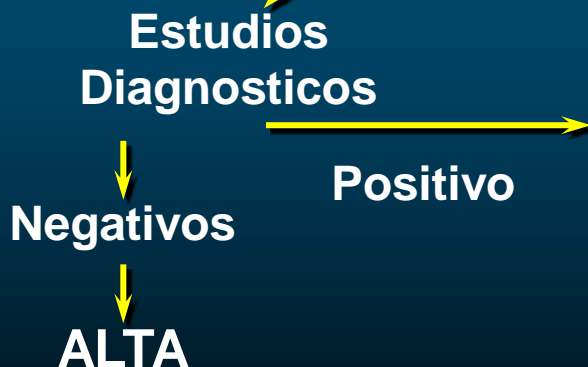 Estudios
Diagnosticos
Positivo
Negativos
ALTA